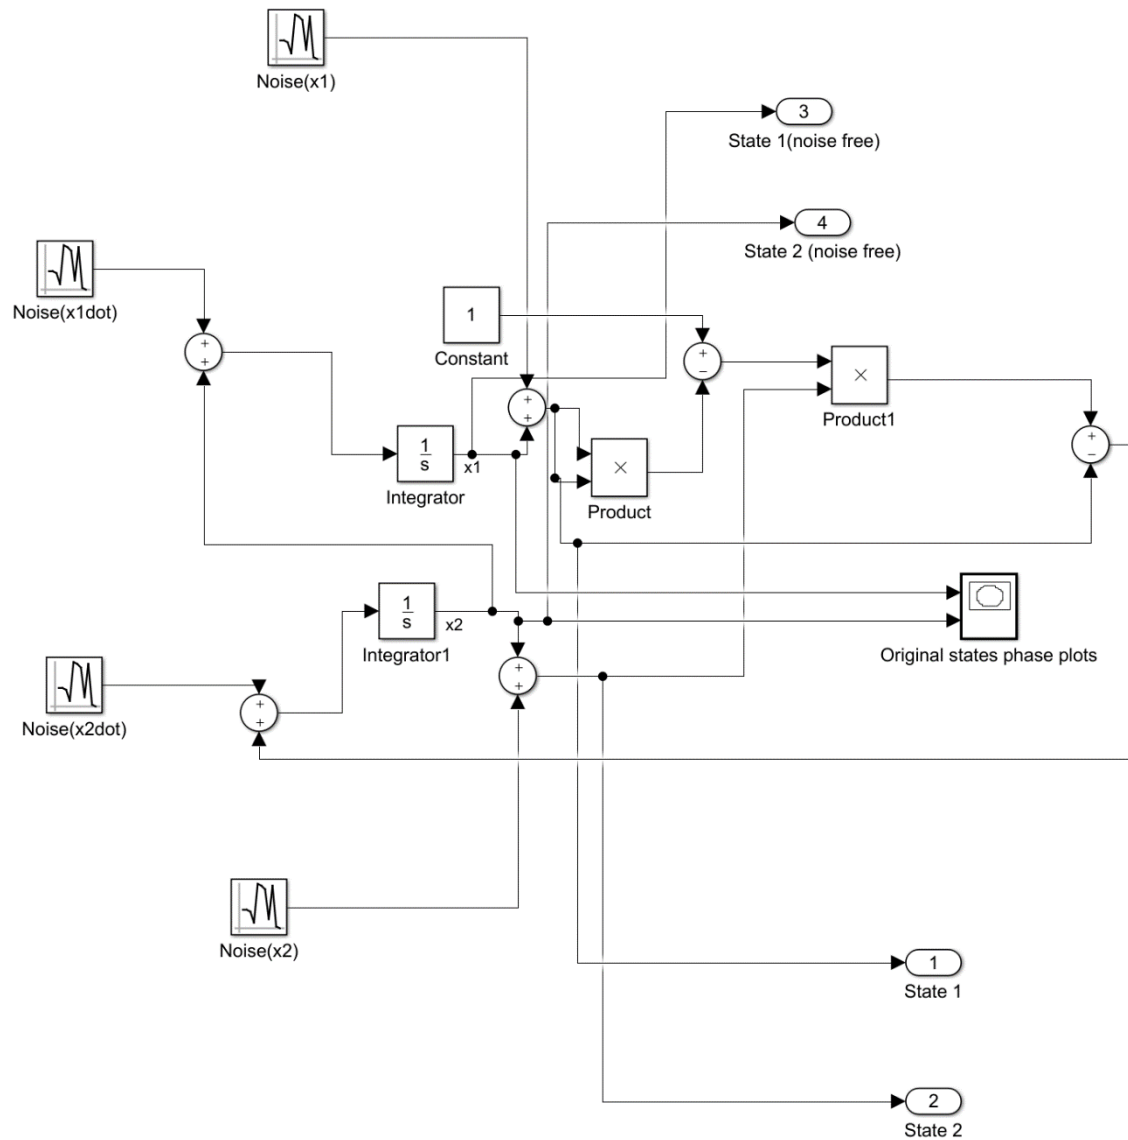 Noise(x1)
3
State 1(noise free)
4
State 2 (noise free)
Noise(x1dot)
1
Constant
+
+
+
−
×
Product1
+
+
+
−
1
s
x1
Integrator
×
Product
1
s
x2
Integrator1
Original states phase plots
+
+
Noise(x2dot)
+
+
Noise(x2)
1
State 1
2
State 2